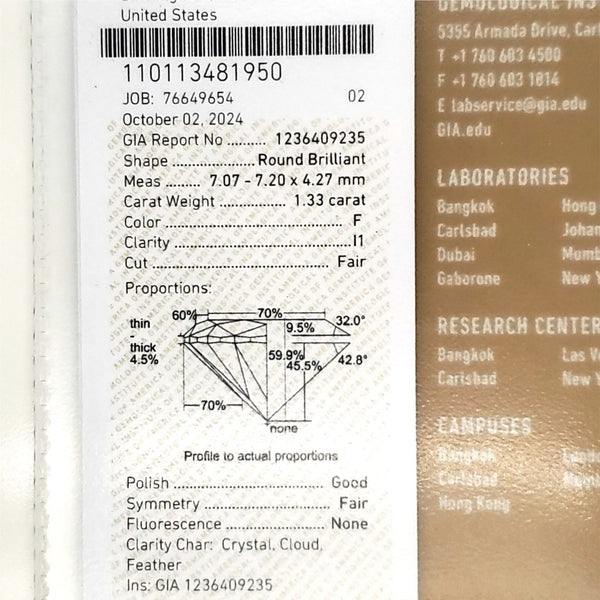 United States
110113481950
JOB: 76649654 02
October 02, 2024
GIA Report No .......... 1236409235
Shape .................. Round Brilliant
Meas ........ 7.07 - 7.20 x 4.27 mm
Carat Weight ................ 1.33 carat
Color ...................................... F
Clarity .................................... I1
Cut ..................................... Fair
Proportions:
60% 70% 32.0°
thin
-
thick
4.5%
9.5%
59.9%
45.5%
42.8°
70%
none
Profile to actual proportions
Polish ................................ Good
Symmetry ........................... Fair
Fluorescence ...................... None
Clarity Char: Crystal, Cloud,
Feather
Ins: GIA 1236409235
5355 Armada Drive,
T +1 760 603 4500
F +1 760 603 1814
E labservice@gia.edu
GIA.edu
LABORATORIES
Bangkok Hong
Carlsbad
Dubai
Gaborone New
RESEARCH CENTER
Bangkok
Carlsbad New
CAMPUSES
Bangkok
Carlsbad
Hong Kong